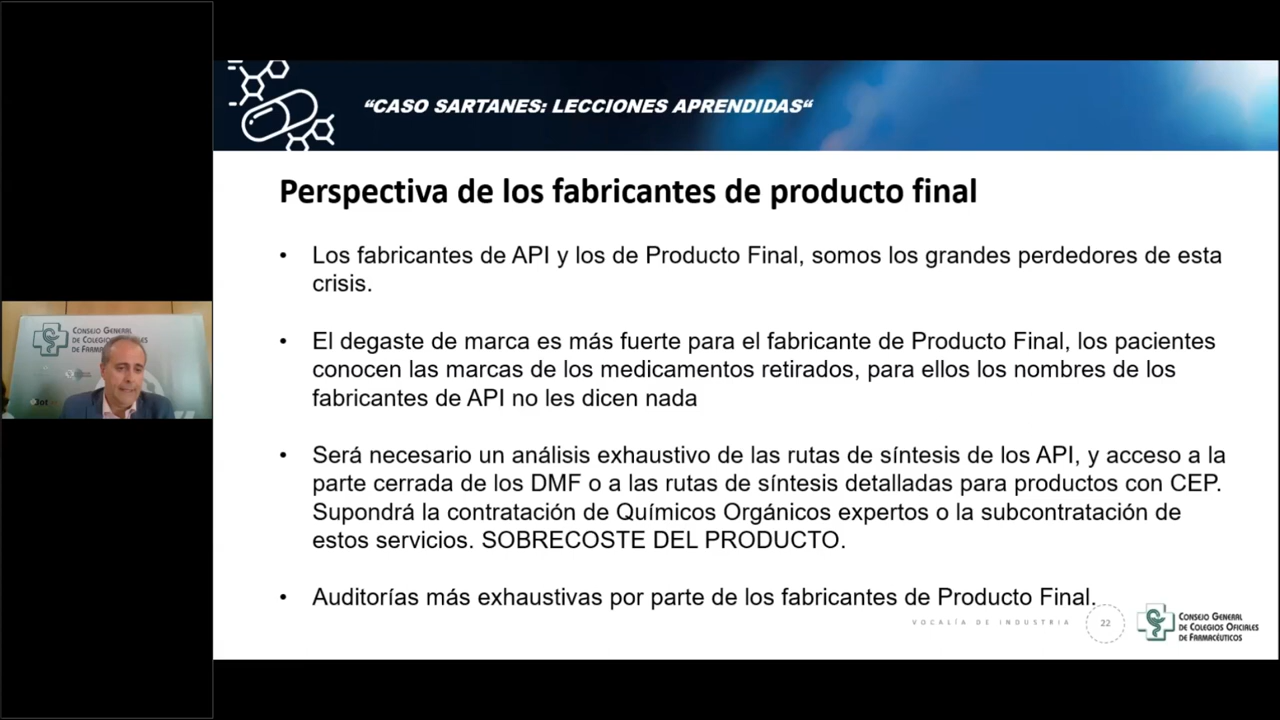 “CASO SARTANES: LECCIONES APRENDIDAS“
Perspectiva de los fabricantes de producto final
• Los fabricantes de API y los de Producto Final, somos los grandes perdedores de esta
crisis.
• El degaste de marca es más fuerte para el fabricante de Producto Final, los pacientes
conocen las marcas de los medicamentos retirados, para ellos los nombres de los
fabricantes de API no les dicen nada
• Será necesario un análisis exhaustivo de las rutas de síntesis de los API, y acceso a la
parte cerrada de los DMF o a las rutas de síntesis detalladas para productos con CEP.
Supondrá la contratación de Químicos Orgánicos expertos o la subcontratación de
estos servicios. SOBRECOSTE DEL PRODUCTO.
• Auditorías más exhaustivas por parte de los fabricantes de Producto Final.
VOCALÍA DE INDUSTRIA
22
CONSEJO GENERAL
DE COLEGIOS OFICIALES
DE FARMACÉUTICOS
CONSEJO GENERAL
DE COLEGIOS
DE